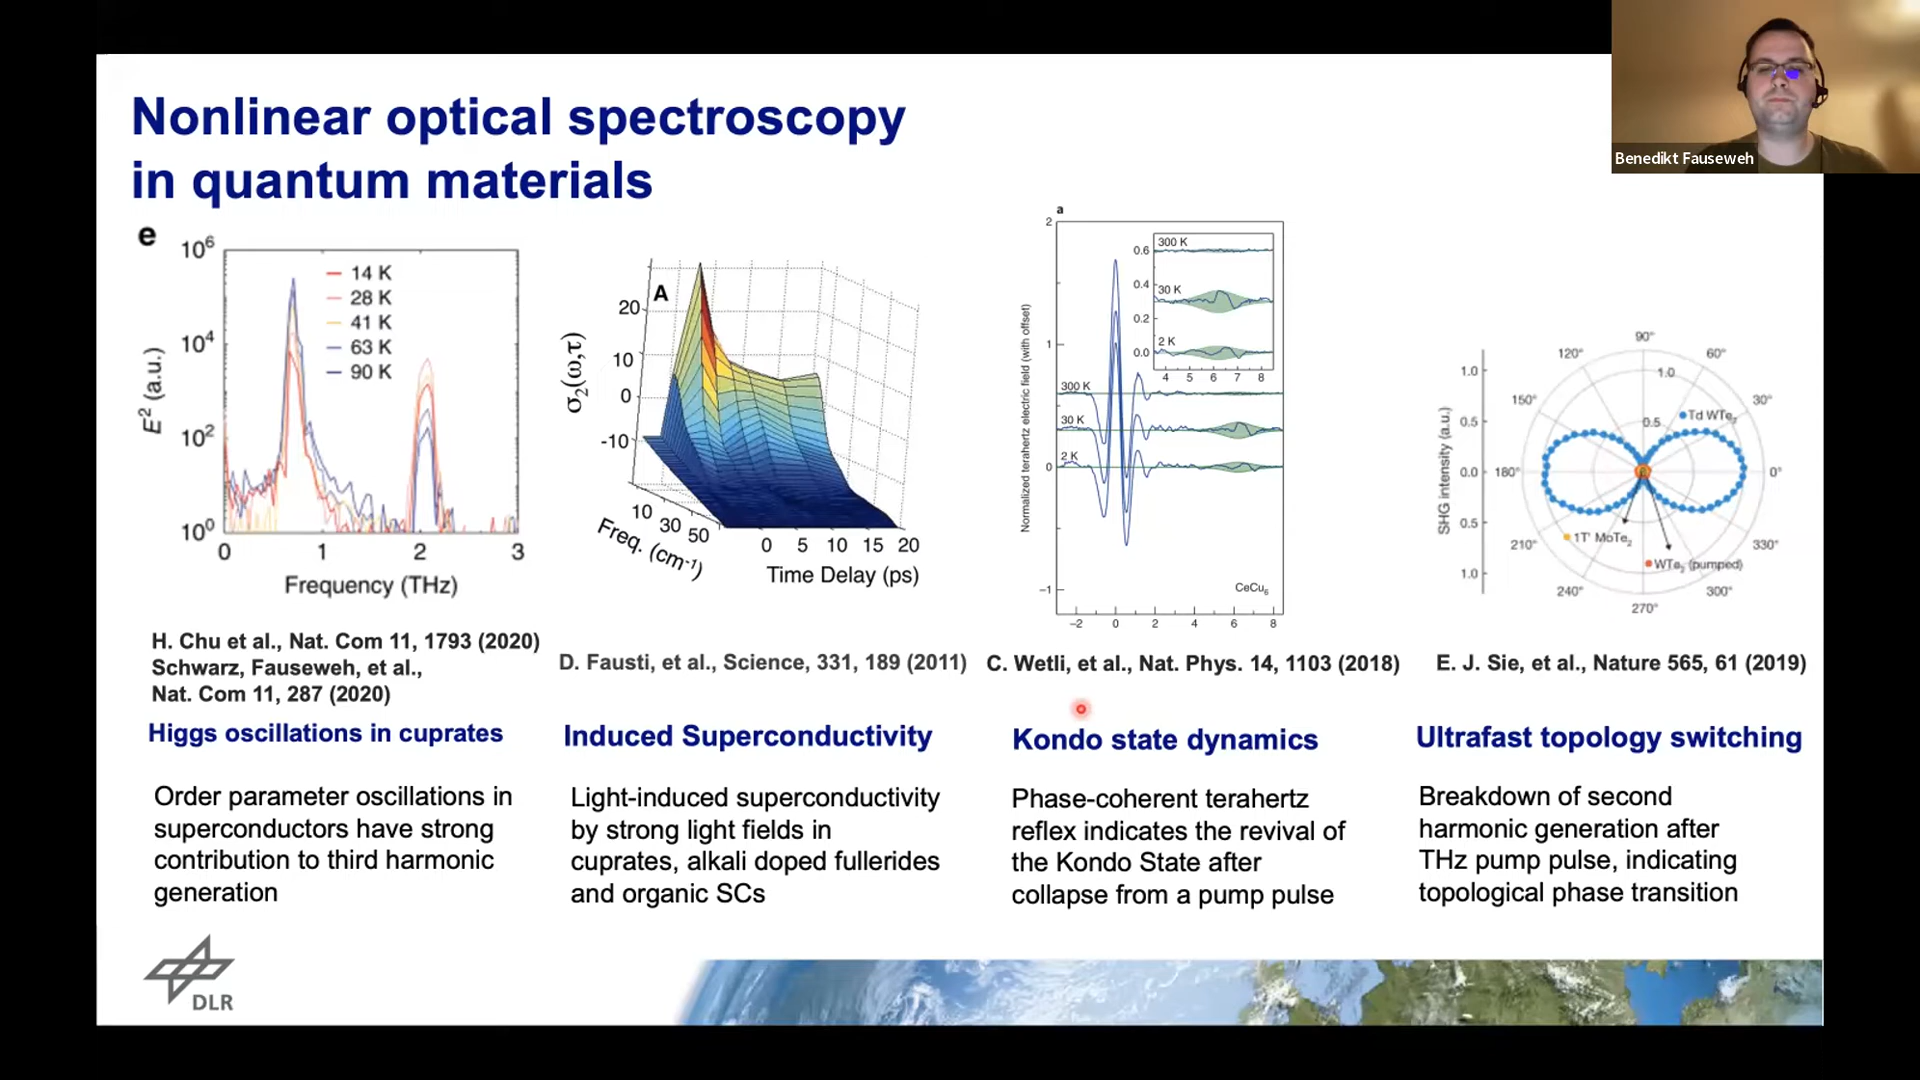 Benedikt Fauseweh
Nonlinear optical spectroscopy
in quantum materials
e
10⁶
10⁴
10²
10⁰
E² (a.u.)
14 K
28 K
41 K
63 K
90 K
0 1 2 3
Frequency (THz)
H. Chu et al., Nat. Com 11, 1793 (2020)
Schwarz, Fauseweh, et al.,
Nat. Com 11, 287 (2020)
Higgs oscillations in cuprates
Order parameter oscillations in
superconductors have strong
contribution to third harmonic
generation
A
σ₂(ω,τ)
20
10
0
-10
10 30 50
Freq. (cm⁻¹)
0 5 10 15 20
Time Delay (ps)
D. Fausti, et al., Science, 331, 189 (2011)
Induced Superconductivity
Light-induced superconductivity
by strong light fields in
cuprates, alkali doped fullerides
and organic SCs
a
Normalized terahertz electric field (with offset)
2
1
0
−1
300 K
30 K
2 K
0.6
0.4
0.2
0.0
300 K
30 K
2 K
4 5 6 7 8
CeCu₆
−2 0 2 4 6 8
C. Wetli, et al., Nat. Phys. 14, 1103 (2018)
Kondo state dynamics
Phase-coherent terahertz
reflex indicates the revival of
the Kondo State after
collapse from a pump pulse
SHG intensity (a.u.)
1.0
0.5
0.0
0.5
1.0
90°
120° 60°
1.0
150° 30°
0.5
Td WTe₂
180° 0°
1T' MoTe₂
210° 330°
WTe₂ (pumped)
240° 300°
270°
E. J. Sie, et al., Nature 565, 61 (2019)
Ultrafast topology switching
Breakdown of second
harmonic generation after
THz pump pulse, indicating
topological phase transition
DLR